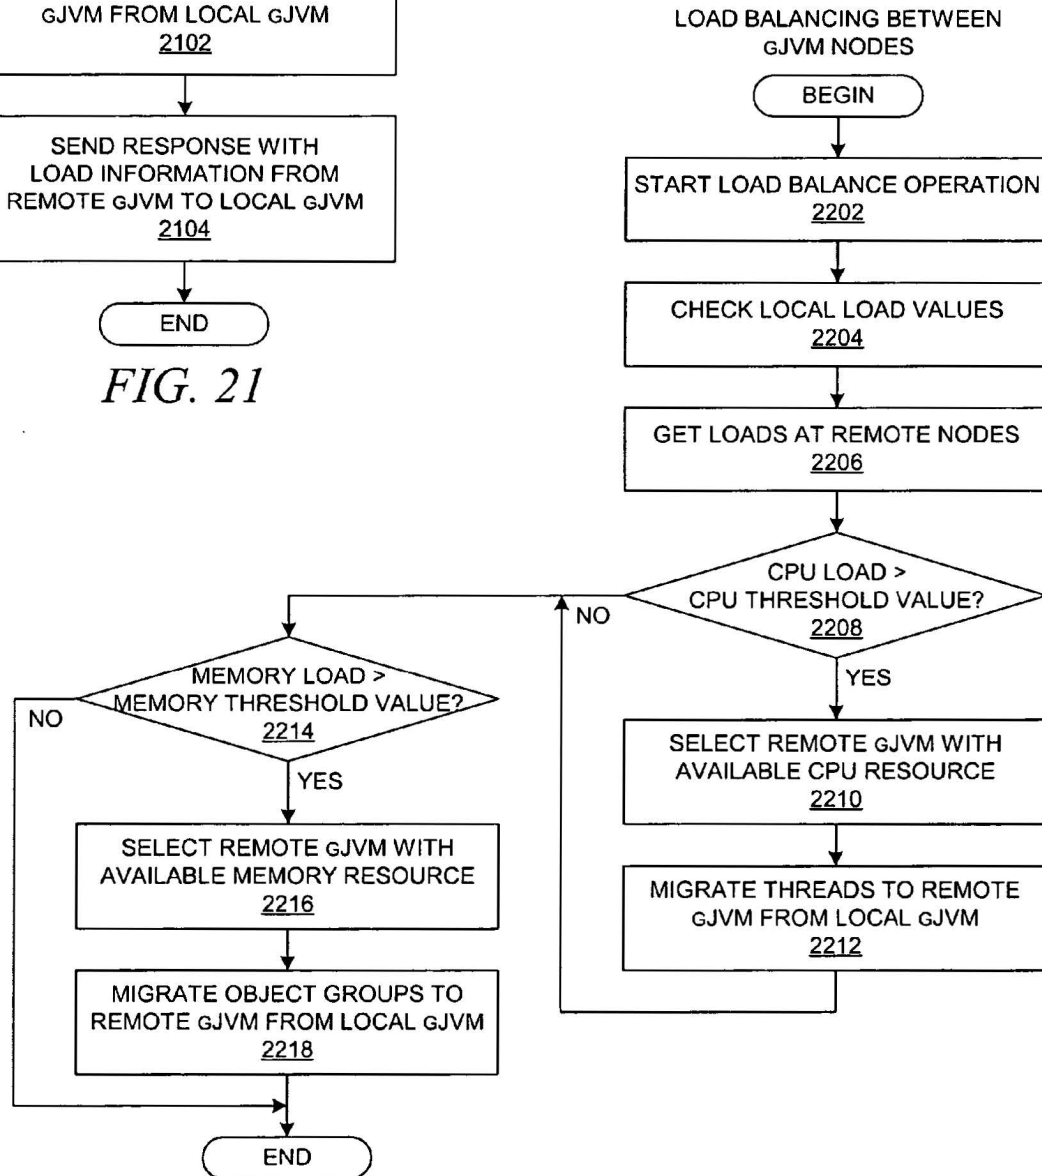 GJVM FROM LOCAL GJVM
2102
SEND RESPONSE WITH
LOAD INFORMATION FROM
REMOTE GJVM TO LOCAL GJVM
2104
END
FIG. 21
LOAD BALANCING BETWEEN
GJVM NODES
BEGIN
START LOAD BALANCE OPERATION
2202
CHECK LOCAL LOAD VALUES
2204
GET LOADS AT REMOTE NODES
2206
CPU LOAD >
CPU THRESHOLD VALUE?
2208
NO
YES
SELECT REMOTE GJVM WITH
AVAILABLE CPU RESOURCE
2210
MIGRATE THREADS TO REMOTE
GJVM FROM LOCAL GJVM
2212
MEMORY LOAD >
MEMORY THRESHOLD VALUE?
2214
NO
YES
SELECT REMOTE GJVM WITH
AVAILABLE MEMORY RESOURCE
2216
MIGRATE OBJECT GROUPS TO
REMOTE GJVM FROM LOCAL GJVM
2218
END